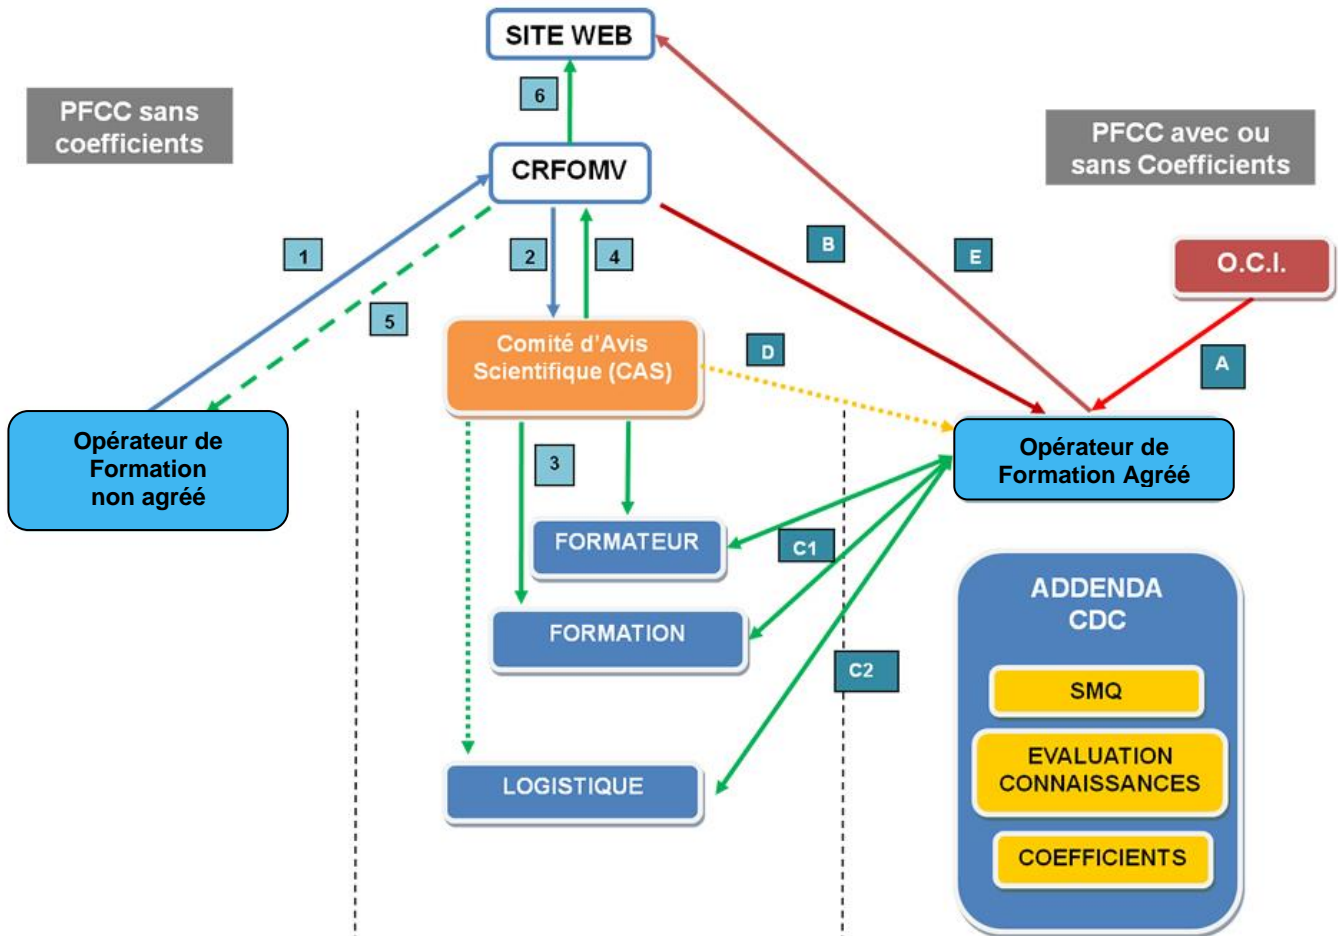 SITE WEB
6
PFCC sans
coefficients
PFCC avec ou
sans Coefficients
CRFOMV
1
2
4
B
E
O.C.I.
5
Comité d'Avis
Scientifique (CAS)
D
A
Opérateur de
Formation
non agréé
3
Opérateur de
Formation Agréé
FORMATEUR
C1
FORMATION
C2
LOGISTIQUE
ADDENDA
CDC
SMQ
EVALUATION
CONNAISSANCES
COEFFICIENTS